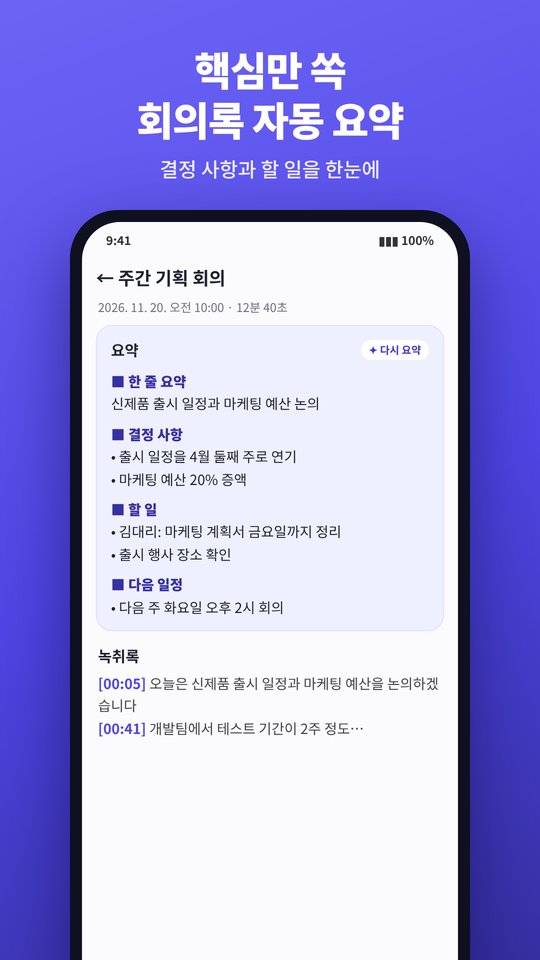 핵심만 쏙
회의록 자동 요약
결정 사항과 할 일을 한눈에
9:41
100%
← 주간 기획 회의
2026. 11. 20. 오전 10:00 · 12분 40초
요약
✦ 다시 요약
■ 한 줄 요약
신제품 출시 일정과 마케팅 예산 논의
■ 결정 사항
• 출시 일정을 4월 둘째 주로 연기
• 마케팅 예산 20% 증액
■ 할 일
• 김대리: 마케팅 계획서 금요일까지 정리
• 출시 행사 장소 확인
■ 다음 일정
• 다음 주 화요일 오후 2시 회의
녹취록
[00:05] 오늘은 신제품 출시 일정과 마케팅 예산을 논의하겠
습니다
[00:41] 개발팀에서 테스트 기간이 2주 정도…